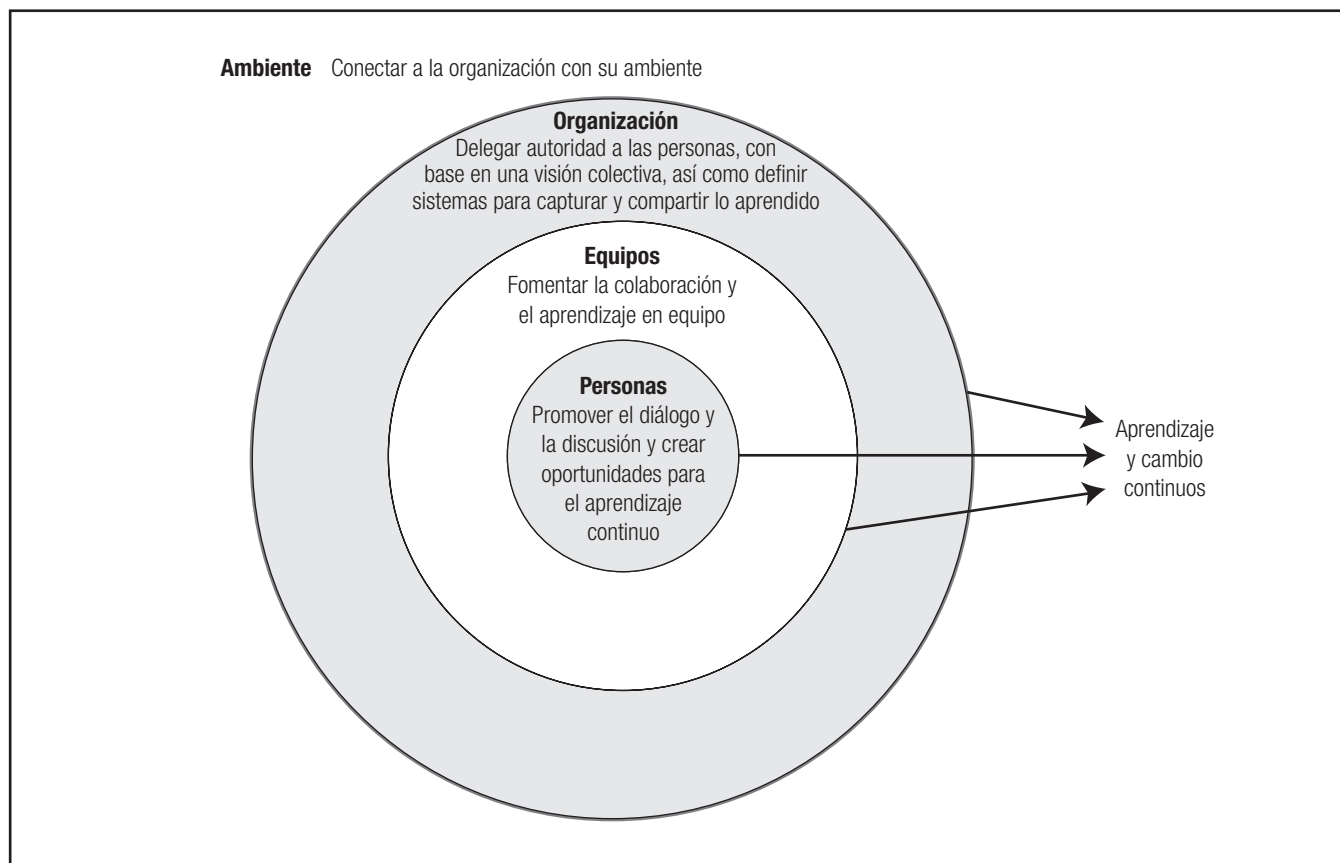 Ambiente Conectar a la organización con su ambiente
Organización
Delegar autoridad a las personas, con
base en una visión colectiva, así como definir
sistemas para capturar y compartir lo aprendido
Equipos
Fomentar la colaboración y
el aprendizaje en equipo
Personas
Promover el diálogo y
la discusión y crear
oportunidades para
el aprendizaje
continuo
Aprendizaje
y cambio
continuos